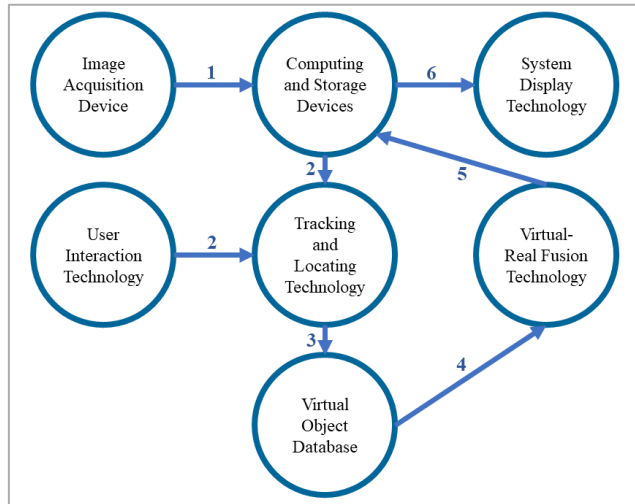 Image
Acquisition
Device
1
Computing
and Storage
Devices
6
System
Display
Technology
2
5
User
Interaction
Technology
2
Tracking
and
Locating
Technology
Virtual-
Real Fusion
Technology
3
4
Virtual
Object
Database